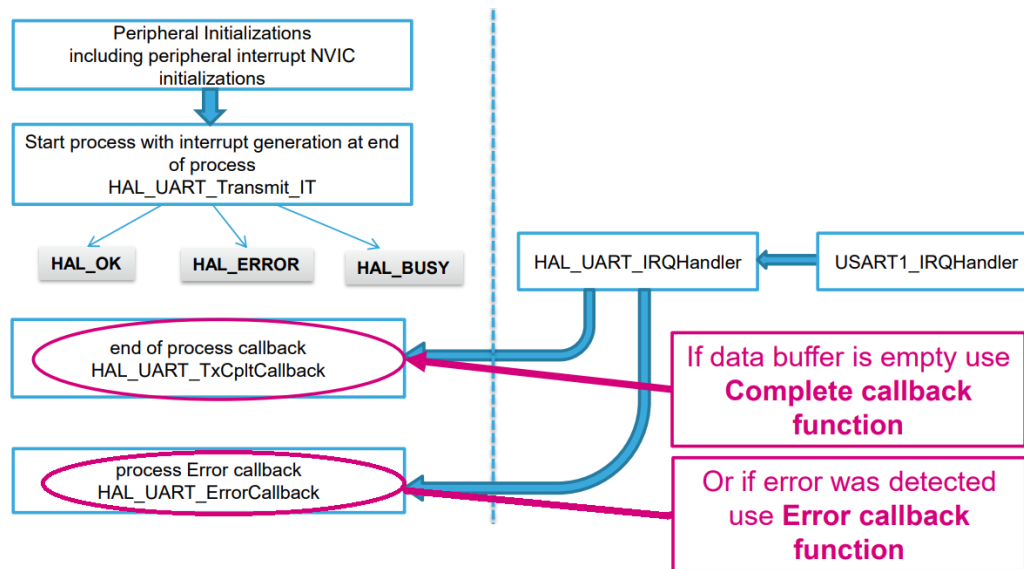 Peripheral Initializations
including peripheral interrupt NVIC
initializations
Start process with interrupt generation at end
of process
HAL_UART_Transmit_IT
HAL_OK
HAL_ERROR
HAL_BUSY
HAL_UART_IRQHandler
USART1_IRQHandler
end of process callback
HAL_UART_TxCpltCallback
If data buffer is empty use
Complete callback
function
process Error callback
HAL_UART_ErrorCallback
Or if error was detected
use Error callback
function